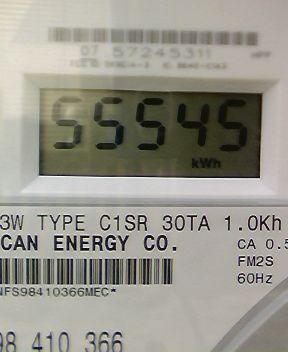 07 57245311
55545
kWh
3W TYPE C1SR 30TA 1.0Kh
CAN ENERGY CO.
CA 0.5
FM2S
60Hz
NFS98410366MEC*
98 410 366